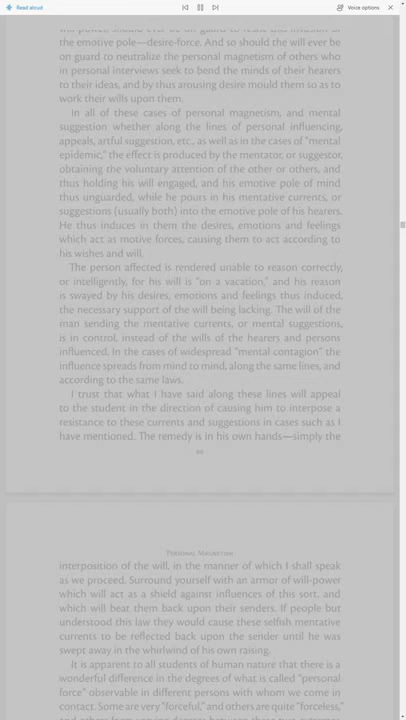 Read aloud
Voice options
will power, should ever be on guard to resist this invasion of
the emotive pole—desire-force. And so should the will ever be
on guard to neutralize the personal magnetism of others who
in personal interviews seek to bend the minds of their hearers
to their ideas, and by thus arousing desire mould them so as to
work their wills upon them.
In all of these cases of personal magnetism, and mental
suggestion whether along the lines of personal influencing,
appeals, artful suggestion, etc., as well as in the cases of "mental
epidemic," the effect is produced by the mentator, or suggestor,
obtaining the voluntary attention of the other or others, and
thus holding his will engaged, and his emotive pole of mind
thus unguarded, while he pours in his mentative currents, or
suggestions (usually both) into the emotive pole of his hearers.
He thus induces in them the desires, emotions and feelings
which act as motive forces, causing them to act according to
his wishes and will.
The person affected is rendered unable to reason correctly,
or intelligently, for his will is "on a vacation," and his reason
is swayed by his desires, emotions and feelings thus induced,
the necessary support of the will being lacking. The will of the
man sending the mentative currents, or mental suggestions,
is in control, instead of the wills of the hearers and persons
influenced. In the cases of widespread "mental contagion" the
influence spreads from mind to mind, along the same lines, and
according to the same laws.
I trust that what I have said along these lines will appeal
to the student in the direction of causing him to interpose a
resistance to these currents and suggestions in cases such as I
have mentioned. The remedy is in his own hands—simply the
Personal Magnetism
interposition of the will, in the manner of which I shall speak
as we proceed. Surround yourself with an armor of will-power
which will act as a shield against influences of this sort, and
which will beat them back upon their senders. If people but
understood this law they would cause these selfish mentative
currents to be reflected back upon the sender until he was
swept away in the whirlwind of his own raising.
It is apparent to all students of human nature that there is a
wonderful difference in the degrees of what is called "personal
force" observable in different persons with whom we come in
contact. Some are very "forceful," and others are quite "forceless,"